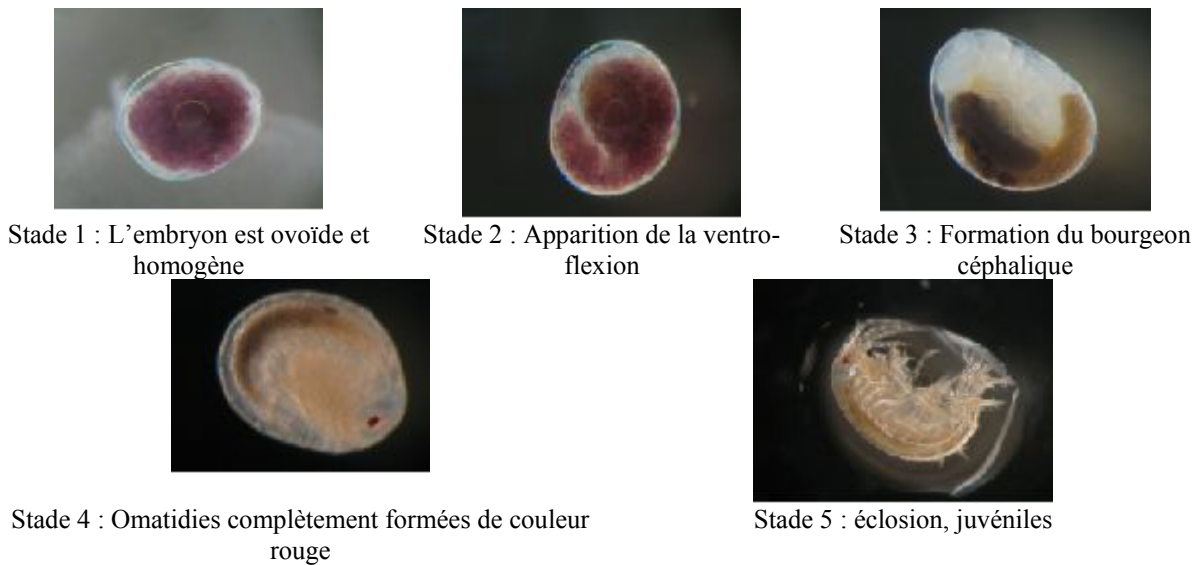 Stade 1 : L’embryon est ovoïde et
homogène
Stade 2 : Apparition de la ventro-
flexion
Stade 3 : Formation du bourgeon
céphalique
Stade 4 : Omatidies complètement formées de couleur
rouge
Stade 5 : éclosion, juvéniles